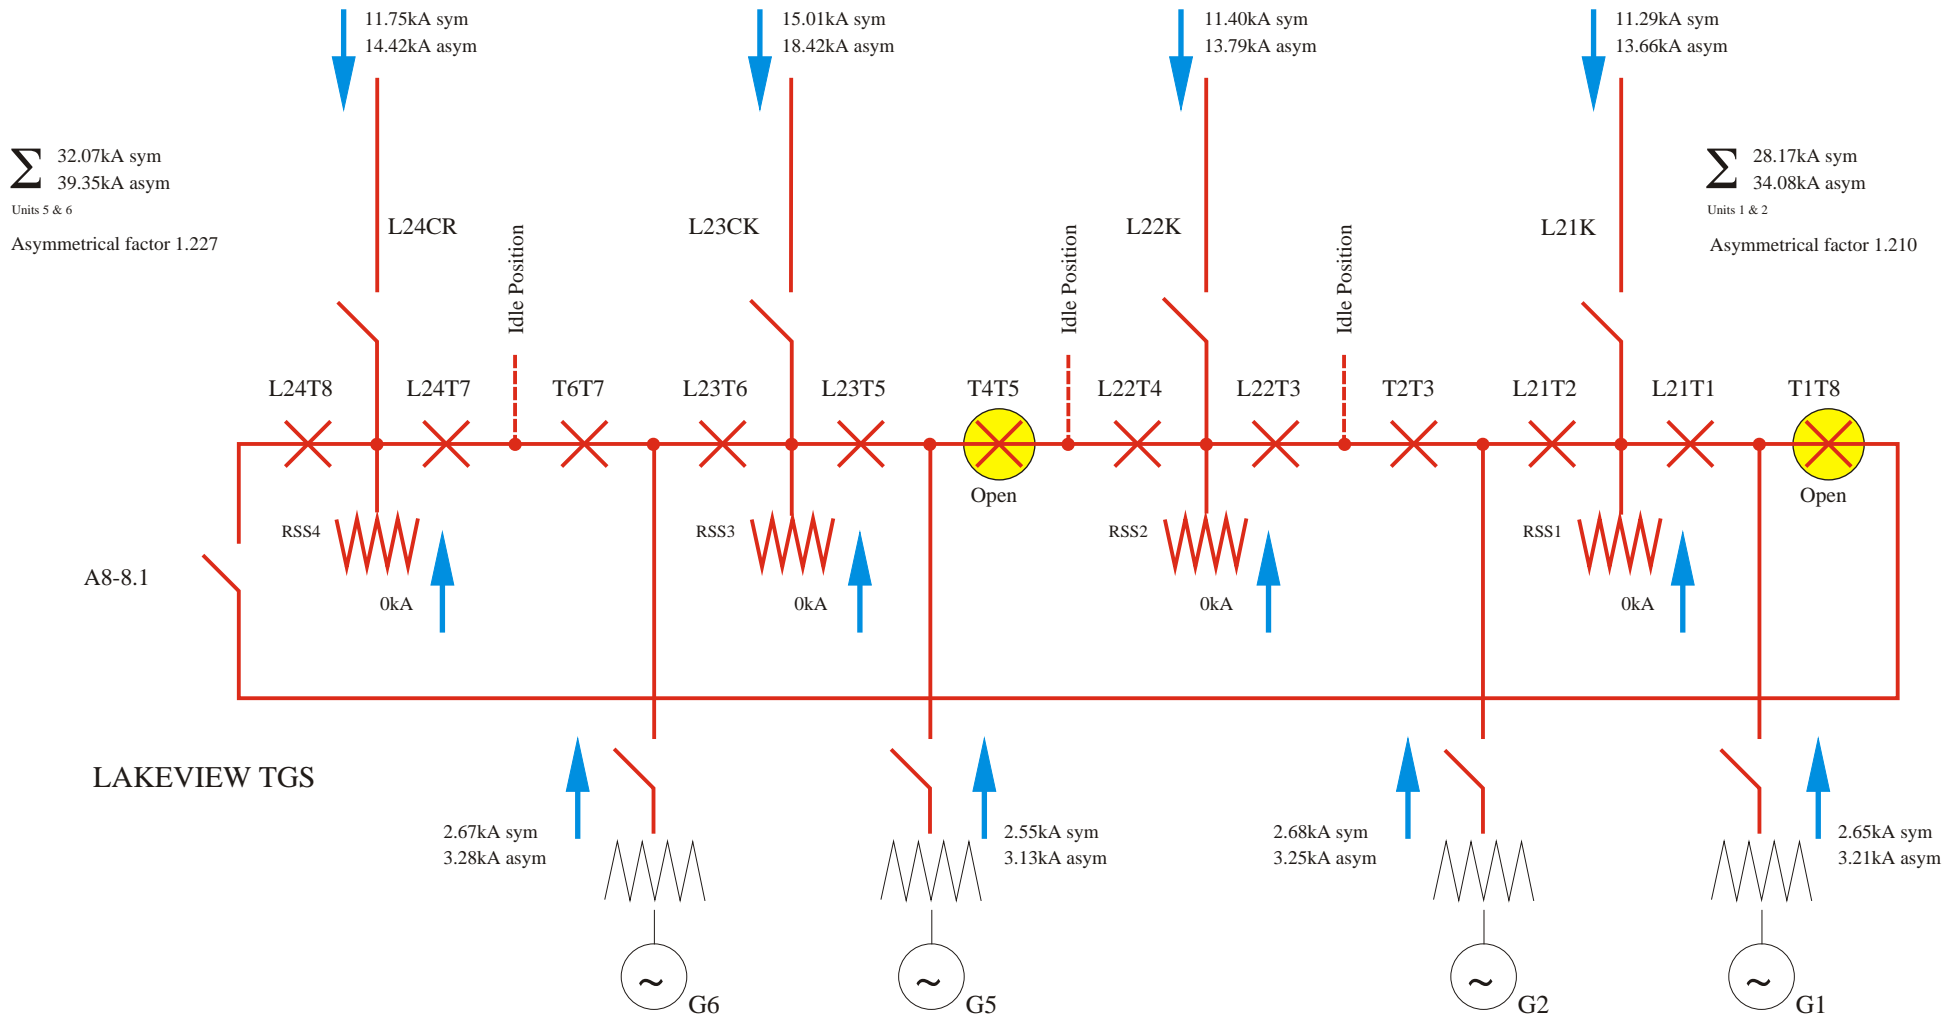 11.75kA sym
14.42kA asym
15.01kA sym
18.42kA asym
11.40kA sym
13.79kA asym
11.29kA sym
13.66kA asym
Σ
32.07kA sym
39.35kA asym
Units 5 & 6
Asymmetrical factor 1.227
Σ
28.17kA sym
34.08kA asym
Units 1 & 2
Asymmetrical factor 1.210
L24CR
L23CK
L22K
L21K
Idle Position
Idle Position
Idle Position
L24T8
L24T7
T6T7
L23T6
L23T5
T4T5
L22T4
L22T3
T2T3
L21T2
L21T1
T1T8
Open
Open
RSS4
RSS3
RSS2
RSS1
A8-8.1
0kA
0kA
0kA
0kA
LAKEVIEW TGS
2.67kA sym
3.28kA asym
2.55kA sym
3.13kA asym
2.68kA sym
3.25kA asym
2.65kA sym
3.21kA asym
~
G6
~
G5
~
G2
~
G1